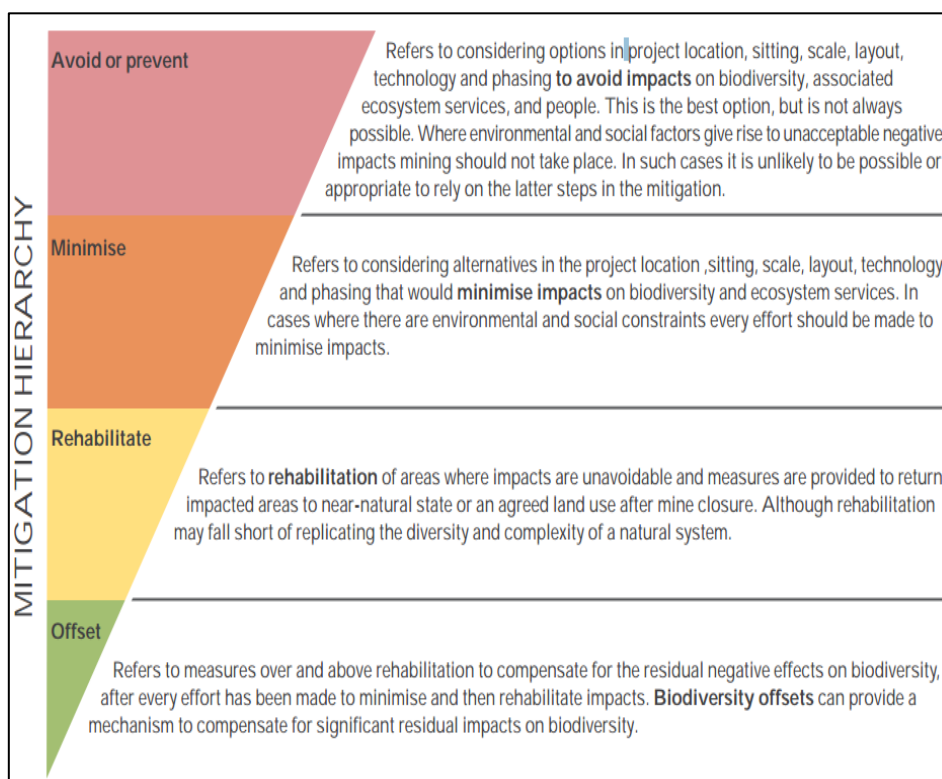 MITIGATION HIERARCHY
Avoid or prevent
Refers to considering options in project location, sitting, scale, layout,
technology and phasing to avoid impacts on biodiversity, associated
ecosystem services, and people. This is the best option, but is not always
possible. Where environmental and social factors give rise to unacceptable negative
impacts mining should not take place. In such cases it is unlikely to be possible or
appropriate to rely on the latter steps in the mitigation.
Minimise
Refers to considering alternatives in the project location ,sitting, scale, layout, technology
and phasing that would minimise impacts on biodiversity and ecosystem services. In
cases where there are environmental and social constraints every effort should be made to
minimise impacts.
Rehabilitate
Refers to rehabilitation of areas where impacts are unavoidable and measures are provided to return
impacted areas to near-natural state or an agreed land use after mine closure. Although rehabilitation
may fall short of replicating the diversity and complexity of a natural system.
Offset
Refers to measures over and above rehabilitation to compensate for the residual negative effects on biodiversity,
after every effort has been made to minimise and then rehabilitate impacts. Biodiversity offsets can provide a
mechanism to compensate for significant residual impacts on biodiversity.